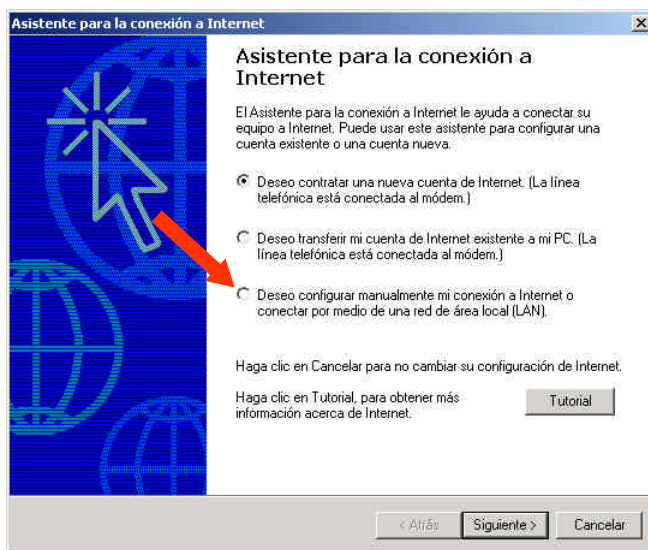 Asistente para la conexión a Internet
Asistente para la conexión a
Internet
El Asistente para la conexión a Internet le ayuda a conectar su
equipo a Internet. Puede usar este asistente para configurar una
cuenta existente o una cuenta nueva.
Deseo contratar una nueva cuenta de Internet. (La línea
telefónica está conectada al módem.)
Deseo transferir mi cuenta de Internet existente a mi PC. (La
línea telefónica está conectada al módem.)
Deseo configurar manualmente mi conexión a Internet o
conectar por medio de una red de área local (LAN).
Haga clic en Cancelar para no cambiar su configuración de Internet.
Haga clic en Tutorial, para obtener más
información acerca de Internet.
Tutorial
< Atrás
Siguiente >
Cancelar